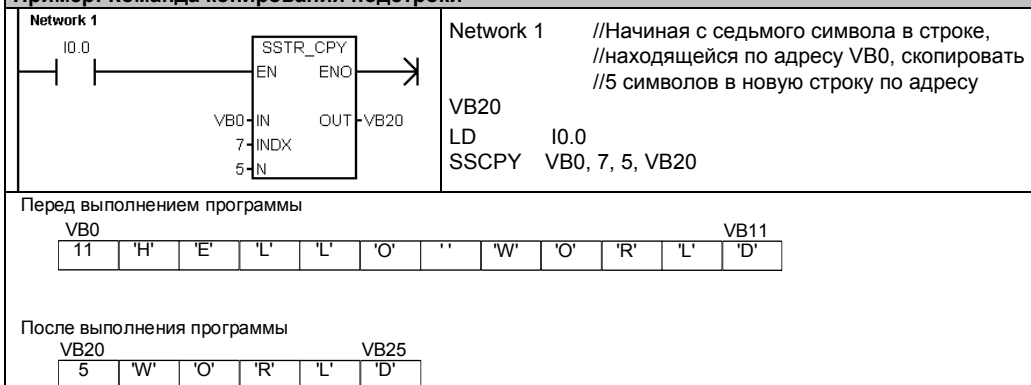 Пример: Команда копирования подстроки
Network 1
I0.0
SSTR_CPY
EN ENO
VB0 IN OUT VB20
7 INDX
5 N
Network 1 //Начиная с седьмого символа в строке,
//находящейся по адресу VB0, скопировать
//5 символов в новую строку по адресу
VB20
LD I0.0
SSCPY VB0, 7, 5, VB20
Перед выполнением программы
VB0 VB11
11 'H' 'E' 'L' 'L' 'O' ' ' 'W' 'O' 'R' 'L' 'D'
После выполнения программы
VB20 VB25
5 'W' 'O' 'R' 'L' 'D'